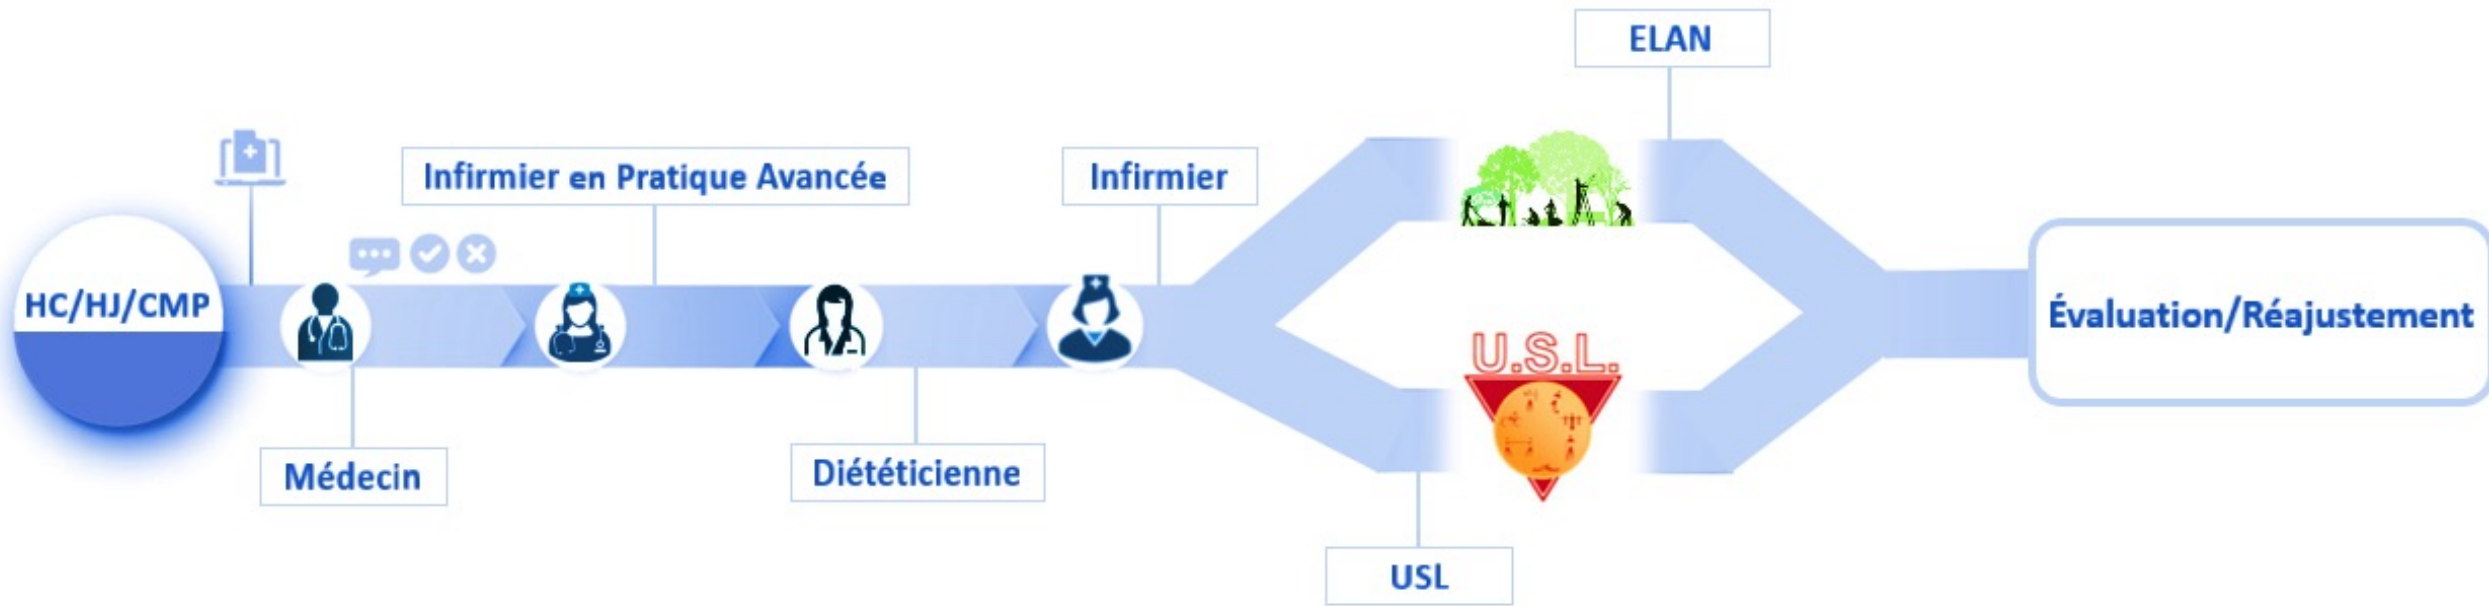 HC/HJ/CMP
Médecin
Infirmier en Pratique Avancée
Diététicienne
Infirmier
ELAN
U.S.L.
USL
Évaluation/Réajustement